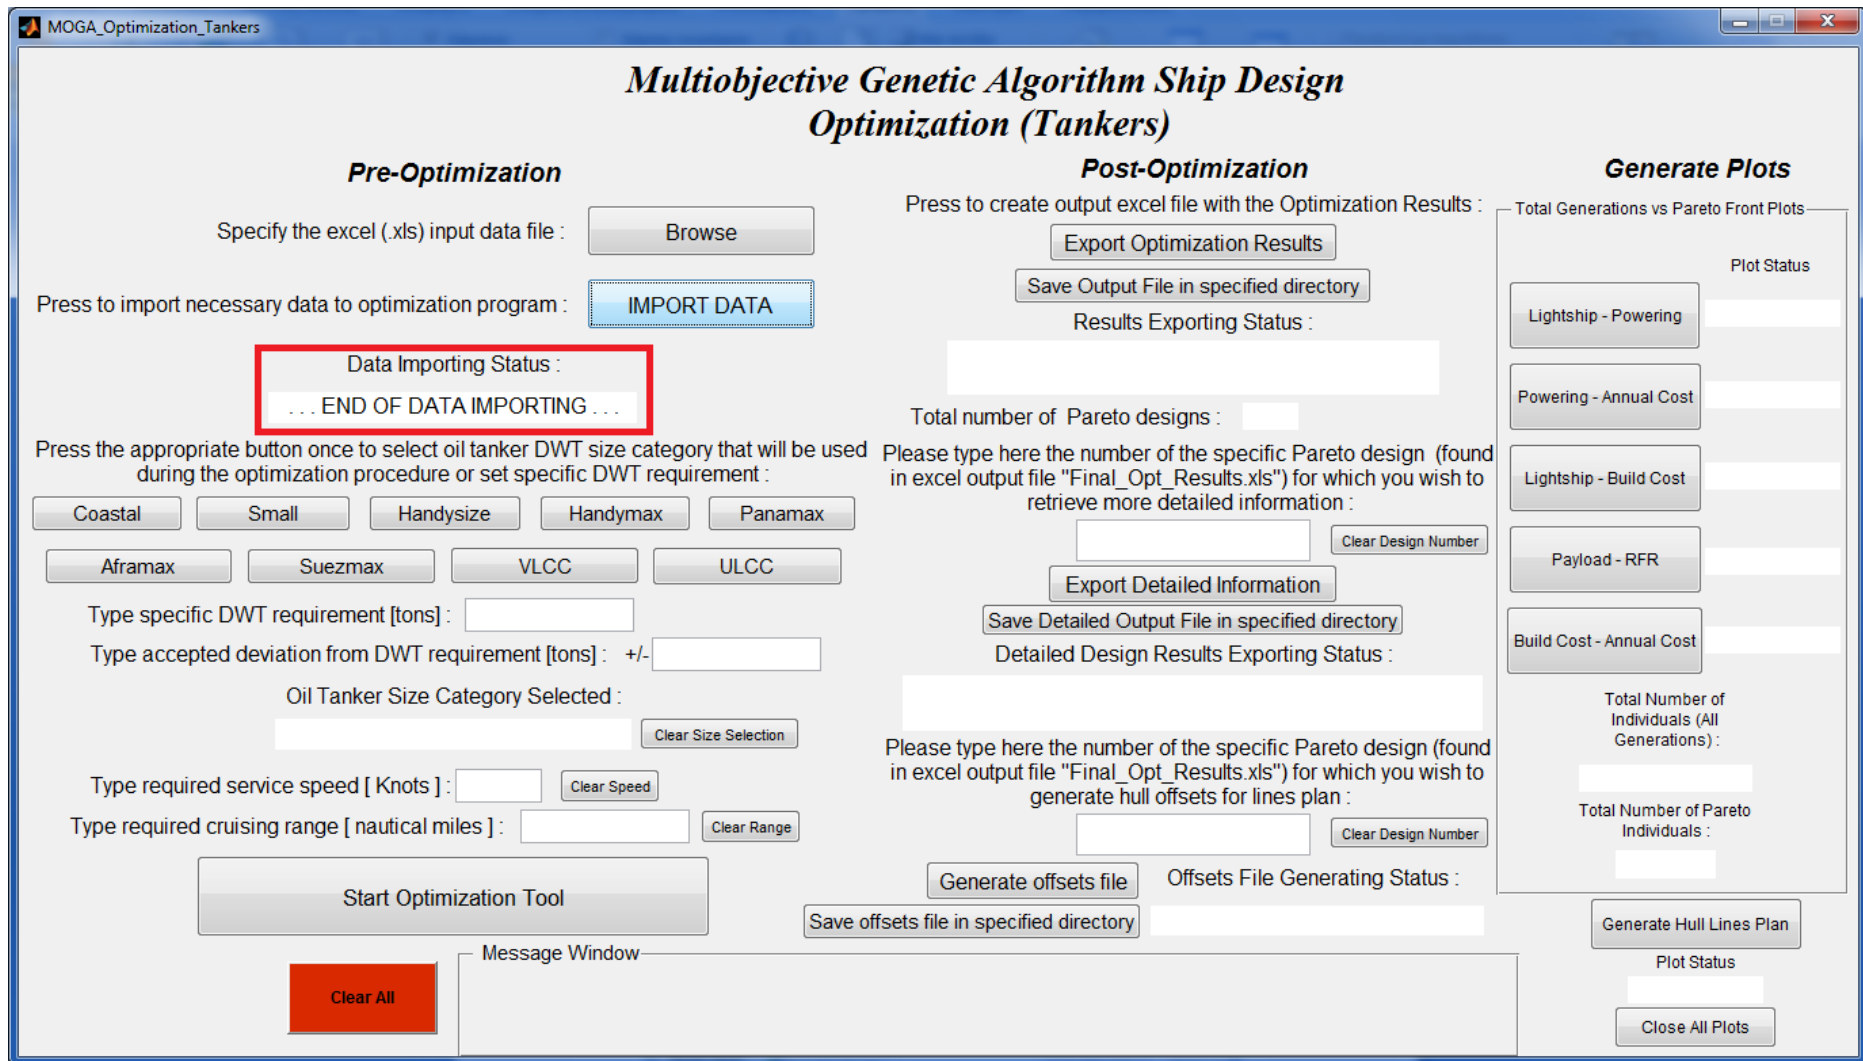 MOGA_Optimization_Tankers
Multiobjective Genetic Algorithm Ship Design
Optimization (Tankers)
Pre-Optimization
Specify the excel (.xls) input data file :
Browse
Press to import necessary data to optimization program :
IMPORT DATA
Data Importing Status :
. . . END OF DATA IMPORTING . . .
Press the appropriate button once to select oil tanker DWT size category that will be used
during the optimization procedure or set specific DWT requirement :
Coastal
Small
Handysize
Handymax
Panamax
Aframax
Suezmax
VLCC
ULCC
Type specific DWT requirement [tons] :
Type accepted deviation from DWT requirement [tons] : +/-
Oil Tanker Size Category Selected :
Clear Size Selection
Type required service speed [ Knots ] :
Clear Speed
Type required cruising range [ nautical miles ] :
Clear Range
Start Optimization Tool
Clear All
Message Window
Post-Optimization
Press to create output excel file with the Optimization Results :
Export Optimization Results
Save Output File in specified directory
Results Exporting Status :
Total number of Pareto designs :
Please type here the number of the specific Pareto design (found
in excel output file "Final_Opt_Results.xls") for which you wish to
retrieve more detailed information :
Clear Design Number
Export Detailed Information
Save Detailed Output File in specified directory
Detailed Design Results Exporting Status :
Please type here the number of the specific Pareto design (found
in excel output file "Final_Opt_Results.xls") for which you wish to
generate hull offsets for lines plan :
Clear Design Number
Generate offsets file
Offsets File Generating Status :
Save offsets file in specified directory
Generate Plots
Total Generations vs Pareto Front Plots
Plot Status
Lightship - Powering
Powering - Annual Cost
Lightship - Build Cost
Payload - RFR
Build Cost - Annual Cost
Total Number of
Individuals (All
Generations) :
Total Number of Pareto
Individuals :
Generate Hull Lines Plan
Plot Status
Close All Plots